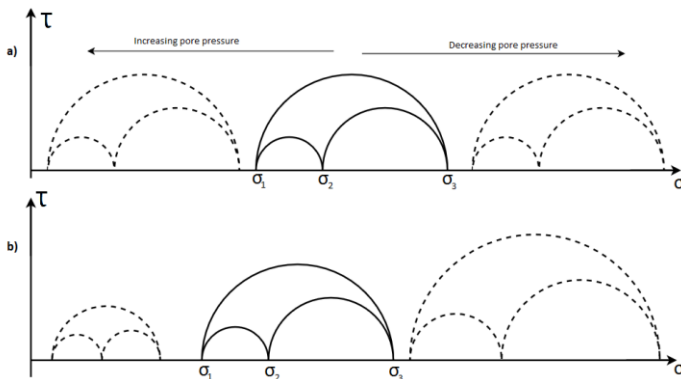 τ
Increasing pore pressure
Decreasing pore pressure
a)
σ₁ σ₂ σ₃ σ
τ
b)
σ₁ σ₂ σ₃ σ